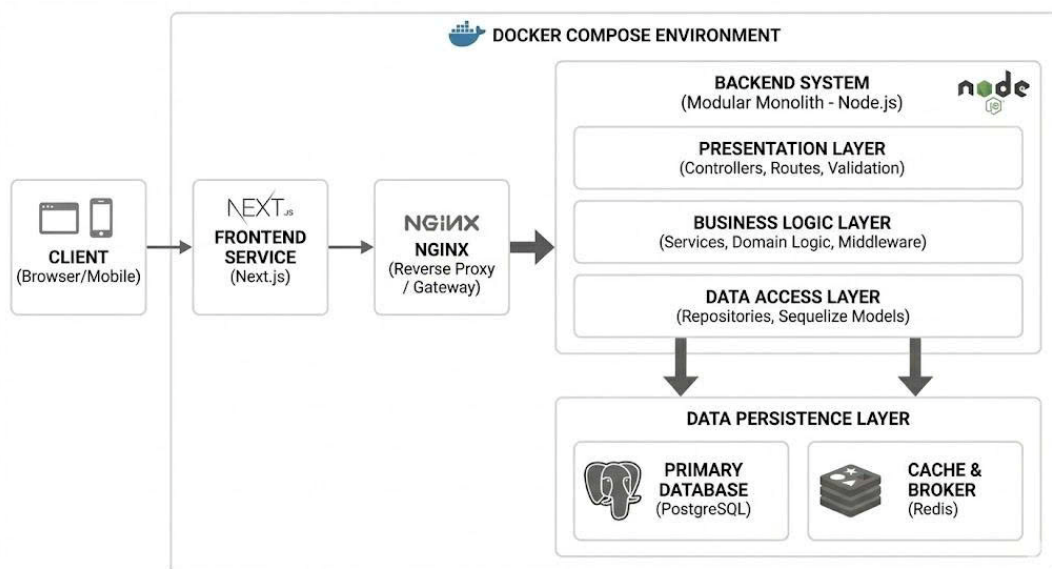 DOCKER COMPOSE ENVIRONMENT
BACKEND SYSTEM
(Modular Monolith - Node.js)
node
JS
PRESENTATION LAYER
(Controllers, Routes, Validation)
BUSINESS LOGIC LAYER
(Services, Domain Logic, Middleware)
DATA ACCESS LAYER
(Repositories, Sequelize Models)
CLIENT
(Browser/Mobile)
NEXT.JS
FRONTEND
SERVICE
(Next.js)
NGINX
NGINX
(Reverse Proxy
/ Gateway)
DATA PERSISTENCE LAYER
PRIMARY
DATABASE
(PostgreSQL)
CACHE &
BROKER
(Redis)